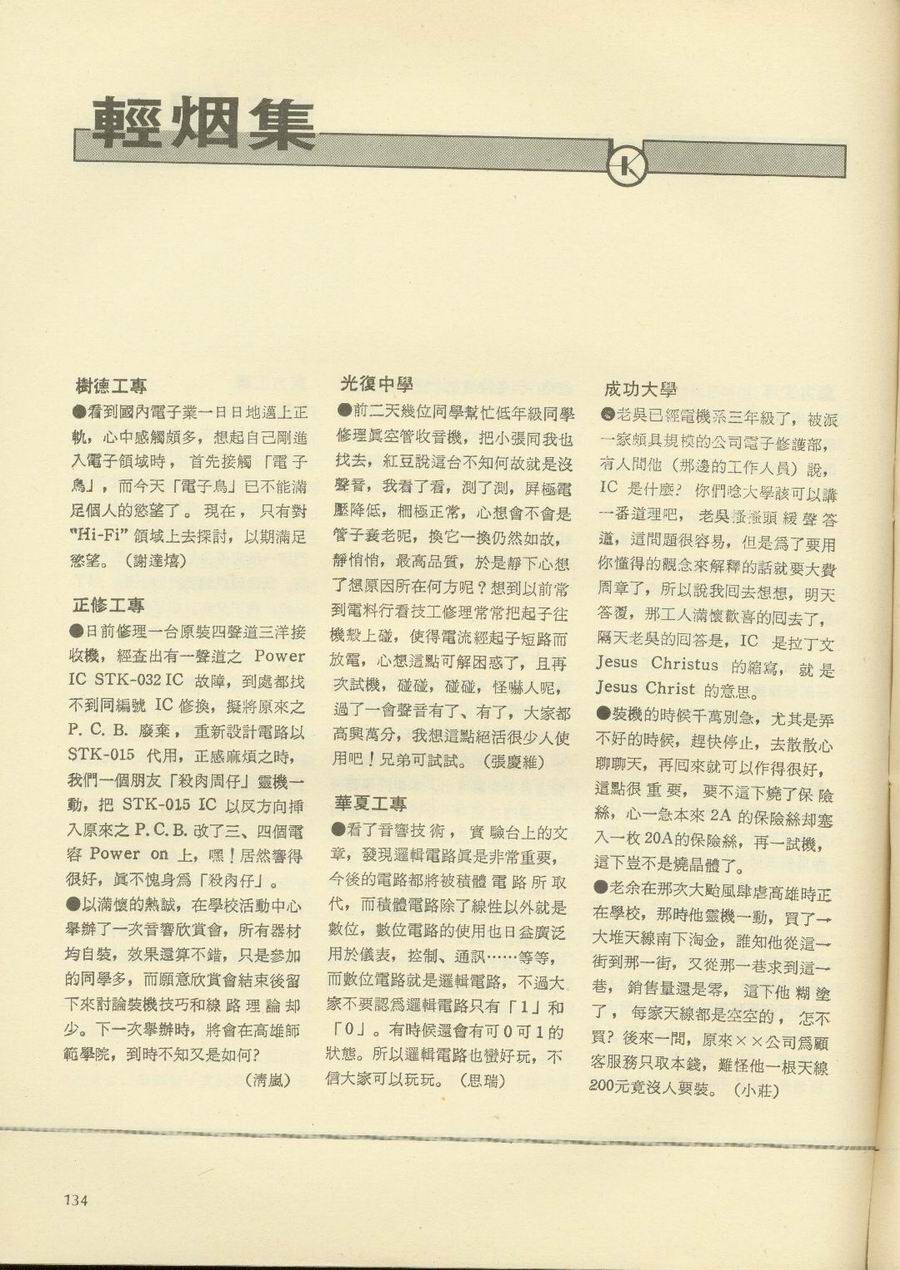 輕烟集
樹德工專
●看到國內電子業一日日地邁上正
軌，心中感觸頗多，想起自己剛進
入電子領域時，首先接觸「電子
鳥」，而今天「電子鳥」已不能滿
足個人的慾望了。現在，只有對
"Hi-Fi" 領域上去探討，以期滿足
慾望。（謝達熺）
正修工專
●日前修理一台原裝四聲道三洋接
收機，經查出有一聲道之 Power
IC STK-032 IC 故障，到處都找
不到同編號 IC 修換，擬將原來之
P. C. B. 廢棄，重新設計電路以
STK-015 代用，正感麻煩之時，
我們一個朋友「殺肉周仔」靈機一
動，把 STK-015 IC 以反方向揷
入原來之 P. C. B. 改了三、四個電
容 Power on 上，嘿！居然響得
很好，眞不愧身爲「殺肉仔」。
●以滿懷的熱誠，在學校活動中心
舉辦了一次音響欣賞會，所有器材
均自裝，效果還算不錯，只是參加
的同學多，而願意欣賞會結束後留
下來討論裝機技巧和線路理論却
少。下一次舉辦時，將會在高雄師
範學院，到時不知又是如何？
（淸嵐）
光復中學
●前二天幾位同學幫忙低年級同學
修理眞空管收音機，把小張同我也
找去，紅豆說這台不知何故就是沒
聲音，我看了看，測了測，屏極電
壓降低，柵極正常，心想會不會是
管子衰老呢，換它一換仍然如故，
靜悄悄，最高品質，於是靜下心想
了想原因所在何方呢？想到以前常
到電料行看技工修理常常把起子往
機殼上碰，使得電流經起子短路而
放電，心想這點可解困惑了，且再
次試機，碰碰，碰碰，怪嚇人呢，
過了一會聲音有了、有了，大家都
高興萬分，我想這點絕活很少人使
用吧！兄弟可試試。（張慶維）
華夏工專
●看了音響技術，實驗台上的文
章，發現邏輯電路眞是非常重要，
今後的電路都將被積體電路所取
代，而積體電路除了線性以外就是
數位，數位電路的使用也日益廣泛
用於儀表，控制、通訊……等等，
而數位電路就是邏輯電路，不過大
家不要認爲邏輯電路只有「1」和
「0」。有時候還會有可 0 可 1 的
狀態。所以邏輯電路也蠻好玩，不
信大家可以玩玩。（思瑞）
成功大學
●老吳已經電機系三年級了，被派
一家頗具規模的公司電子修護部，
有人問他（那邊的工作人員）說，
IC 是什麼？你們唸大學該可以講
一番道理吧，老吳搔搔頭緩聲答
道，這問題很容易，但是爲了要用
你懂得的觀念來解釋的話就要大費
周章了，所以說我回去想想，明天
答覆，那工人滿懷歡喜的回去了，
隔天老吳的回答是，IC 是拉丁文
Jesus Christus 的縮寫，就是
Jesus Christ 的意思。
●裝機的時候千萬別急，尤其是弄
不好的時候，趕快停止，去散散心
聊聊天，再回來就可以作得很好，
這點很重要，要不這下燒了保險
絲，心一急本來 2A 的保險絲却塞
入一枚 20A的保險絲，再一試機，
這下豈不是燒晶體了。
●老余在那次大颱風肆虐高雄時正
在學校，那時他靈機一動，買了一
大堆天線南下淘金，誰知他從這一
街到那一街，又從那一巷求到這一
巷，銷售量還是零，這下他糊塗
了，每家天線都是空空的，怎不
買？後來一問，原來××公司爲顧
客服務只取本錢，難怪他一根天線
200元竟沒人要裝。（小莊）
134